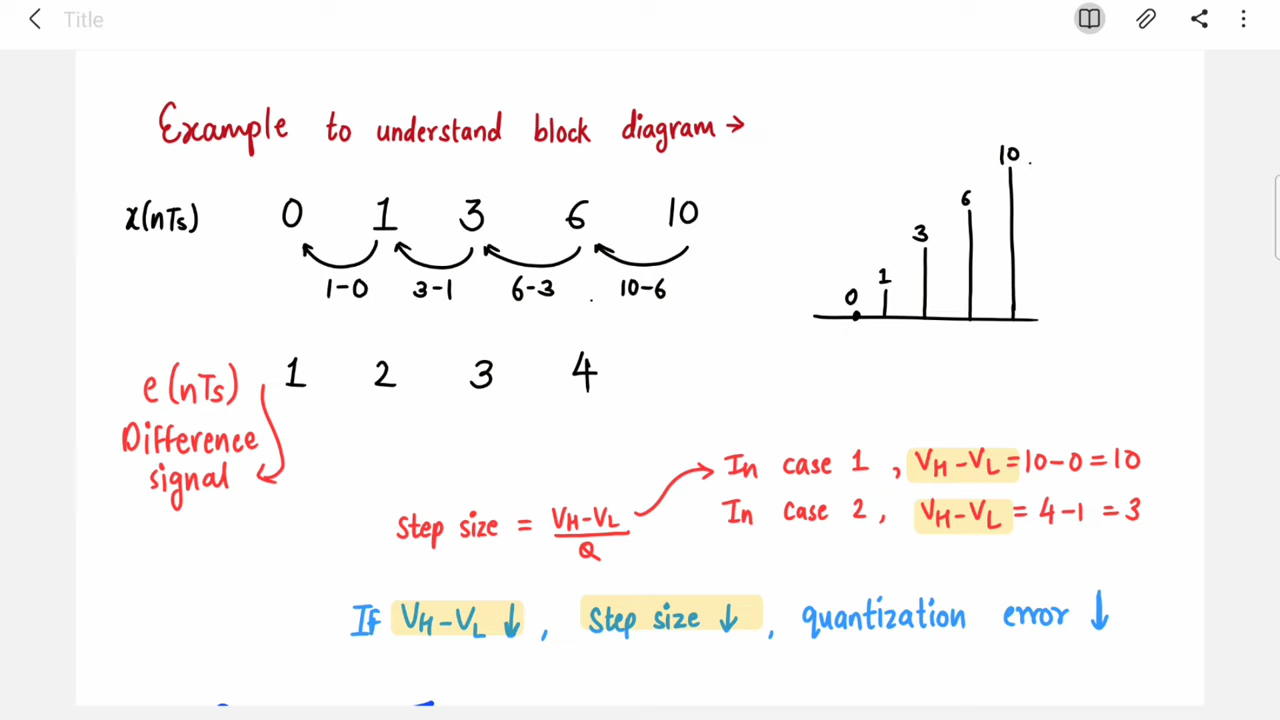 Title
Example to understand block diagram →
x(nTs) 0 1 3 6 10
1-0 3-1 6-3 10-6
0 1 3 6 10
e(nTs) 1 2 3 4
Difference
signal
Step size = VH-VL / Q
In case 1, VH-VL = 10-0 = 10
In case 2, VH-VL = 4-1 = 3
If VH-VL ↓, Step size ↓, quantization error ↓